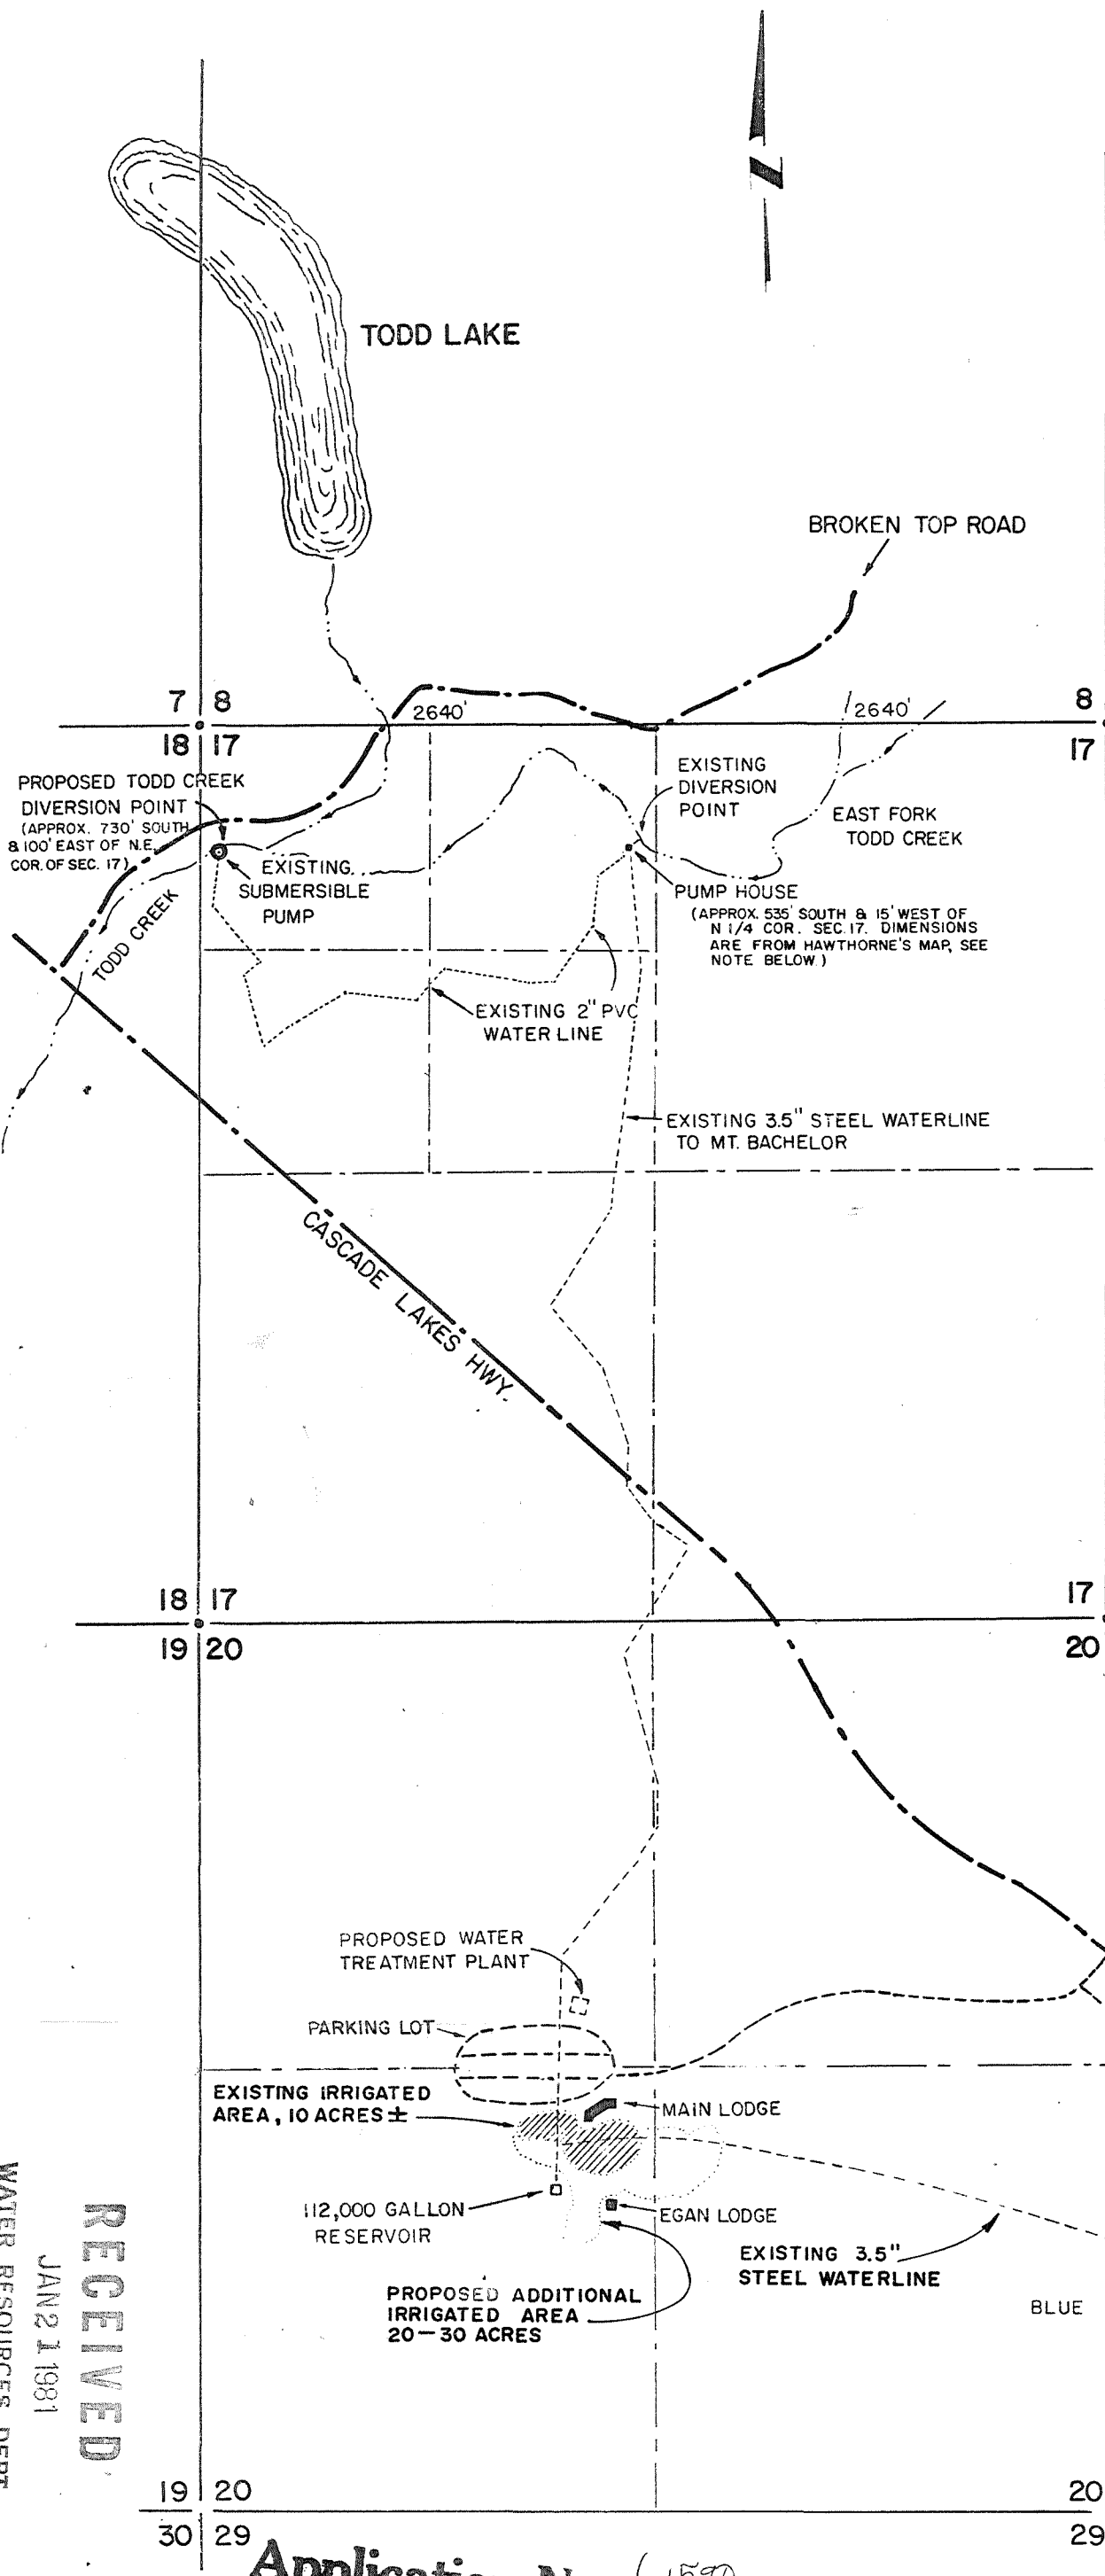 N
TODD LAKE
BROKEN TOP ROAD
7 8
2640'
2640'
8
18 17
17
PROPOSED TODD CREEK
DIVERSION POINT
(APPROX. 730' SOUTH
& 100' EAST OF N.E.
COR. OF SEC. 17)
EXISTING
SUBMERSIBLE
PUMP
TODD CREEK
EXISTING
DIVERSION
POINT
EAST FORK
TODD CREEK
PUMP HOUSE
(APPROX. 535' SOUTH & 15' WEST OF
N 1/4 COR. SEC. 17. DIMENSIONS
ARE FROM HAWTHORNE'S MAP, SEE
NOTE BELOW.)
EXISTING 2" PVC
WATER LINE
EXISTING 3.5" STEEL WATERLINE
TO MT. BACHELOR
CASCADE LAKES HWY.
18 17
17
19 20
20
PROPOSED WATER
TREATMENT PLANT
PARKING LOT
EXISTING IRRIGATED
AREA, 10 ACRES ±
MAIN LODGE
112,000 GALLON
RESERVOIR
EGAN LODGE
EXISTING 3.5"
STEEL WATERLINE
PROPOSED ADDITIONAL
IRRIGATED AREA
20-30 ACRES
BLUE
RECEIVED
JAN 21 1981
WATER RESOURCES DEPT
19 20
20
30 29
29
Application